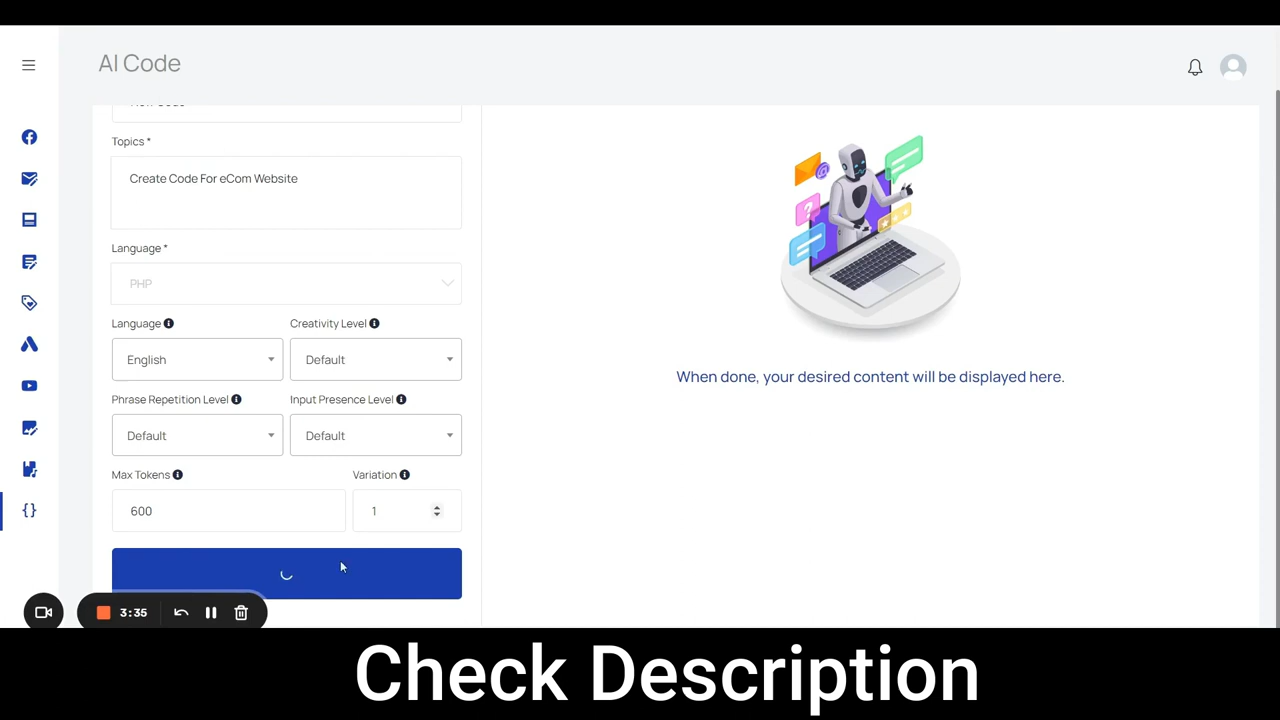 AI Code
Topics *
Create Code For eCom Website
Language *
PHP
Language
Creativity Level
English
Default
Phrase Repetition Level
Input Presence Level
Default
Default
Max Tokens
Variation
600
1
When done, your desired content will be displayed here.
3:35
Check Description